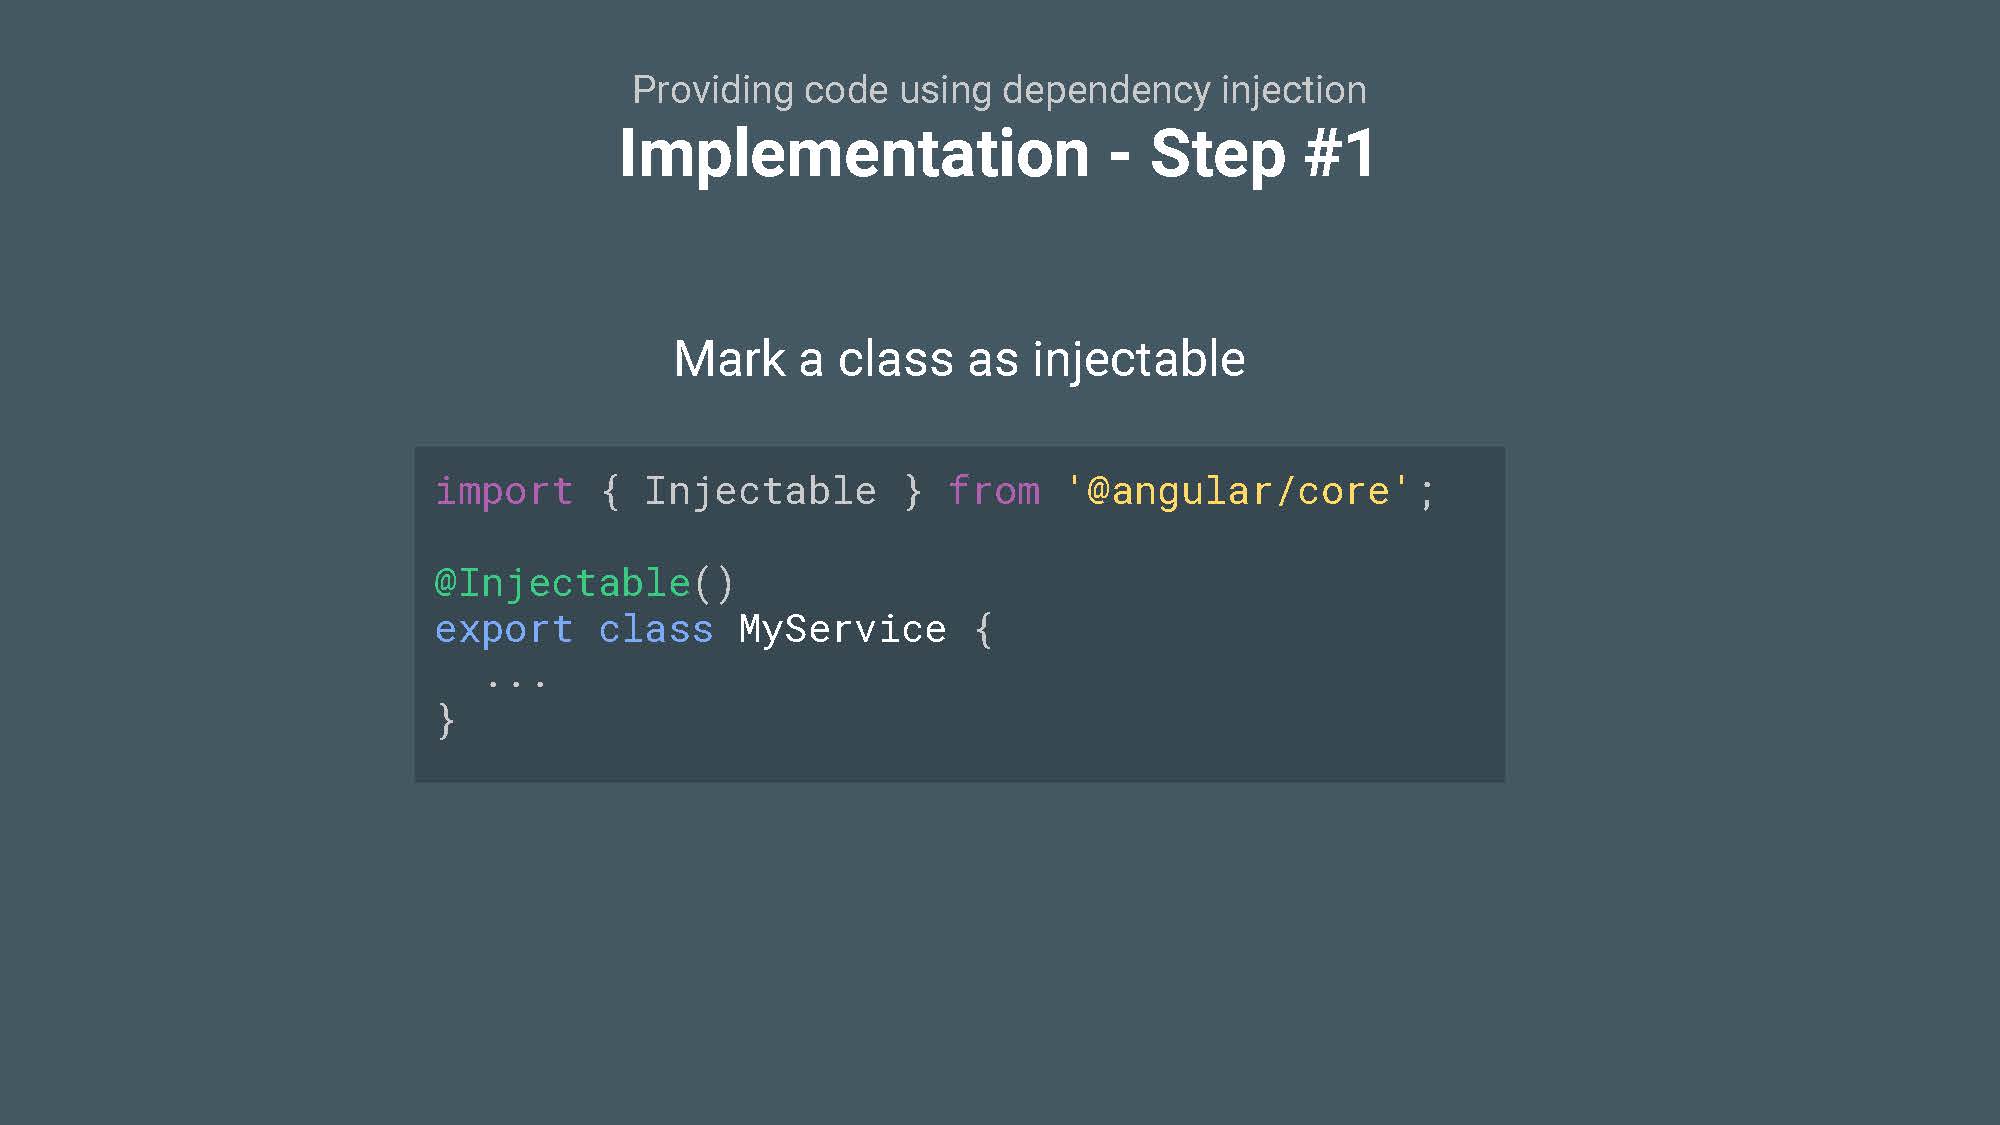 Providing code using dependency injection
Implementation - Step #1
Mark a class as injectable
import { Injectable } from '@angular/core';
@Injectable()
export class MyService {
  ...
}